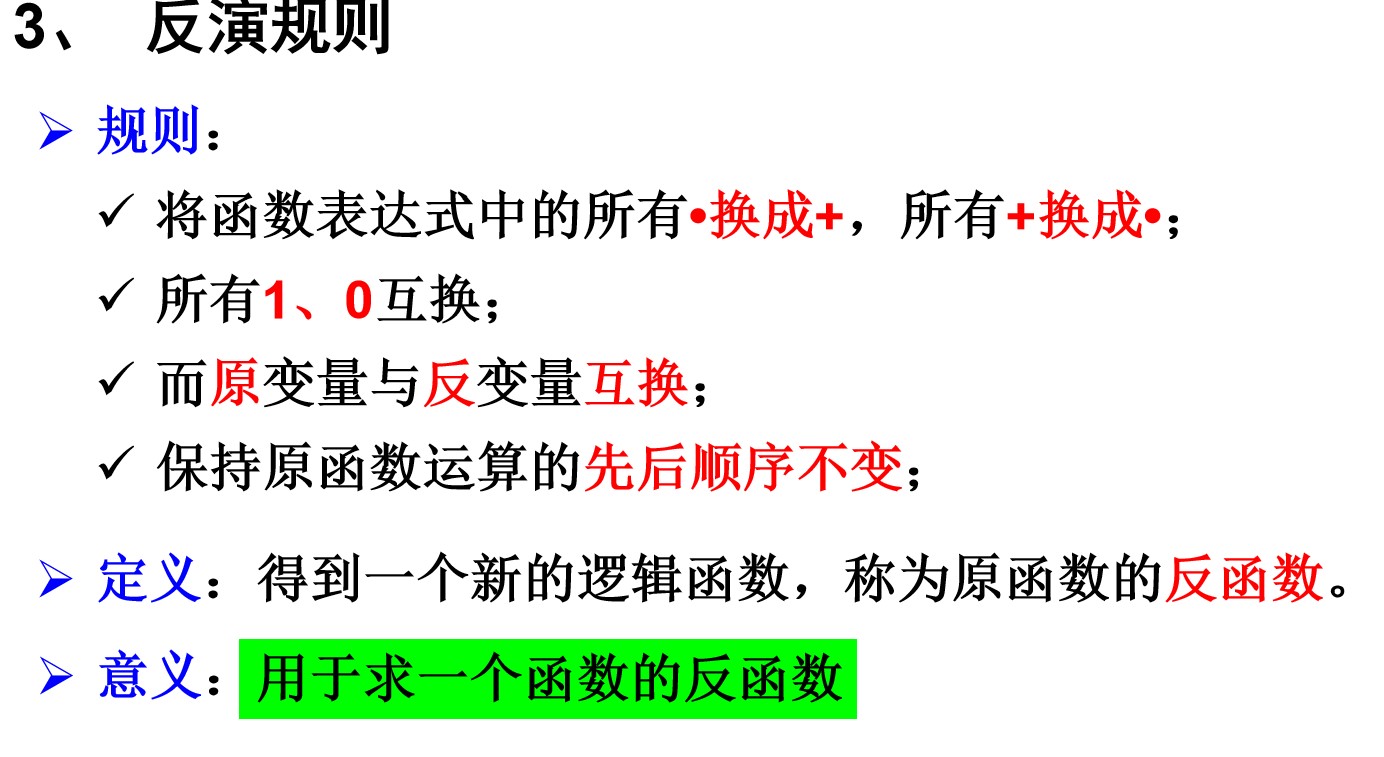 3、 反演规则
规则：
将函数表达式中的所有•换成+，所有+换成•；
所有1、0互换；
而原变量与反变量互换；
保持原函数运算的先后顺序不变；
定义：得到一个新的逻辑函数，称为原函数的反函数。
意义：用于求一个函数的反函数